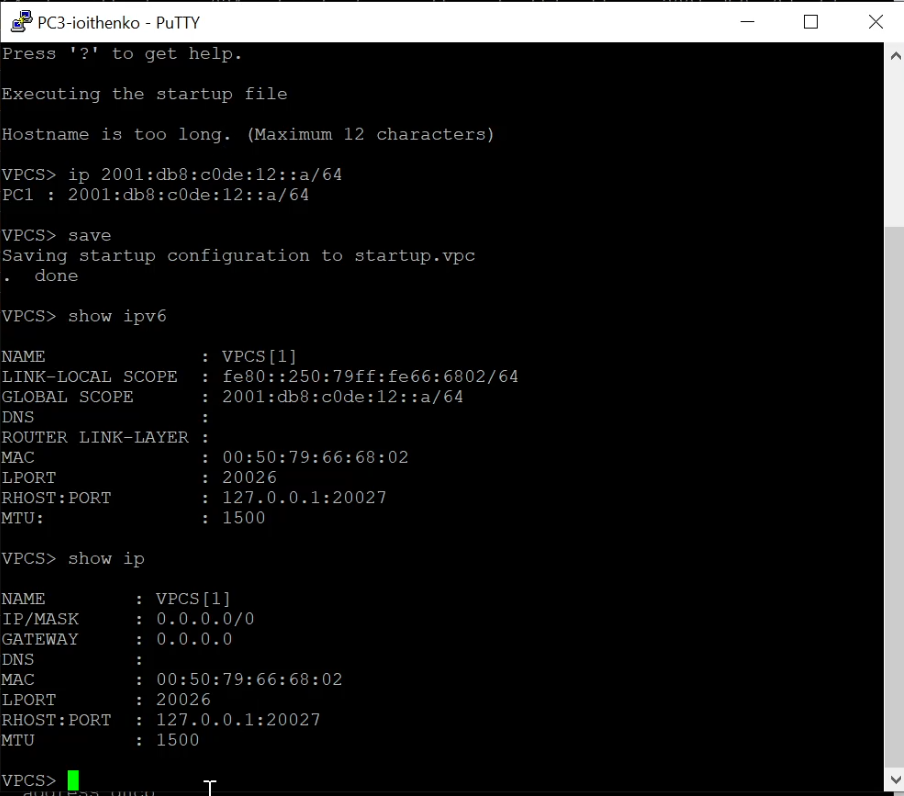 PC3-ioithenko - PuTTY
Press '?' to get help.
Executing the startup file
Hostname is too long. (Maximum 12 characters)
VPCS> ip 2001:db8:c0de:12::a/64
PC1 : 2001:db8:c0de:12::a/64
VPCS> save
Saving startup configuration to startup.vpc
.  done
VPCS> show ipv6
NAME              : VPCS[1]
LINK-LOCAL SCOPE  : fe80::250:79ff:fe66:6802/64
GLOBAL SCOPE      : 2001:db8:c0de:12::a/64
DNS               :
ROUTER LINK-LAYER :
MAC               : 00:50:79:66:68:02
LPORT             : 20026
RHOST:PORT        : 127.0.0.1:20027
MTU:              : 1500
VPCS> show ip
NAME        : VPCS[1]
IP/MASK     : 0.0.0.0/0
GATEWAY     : 0.0.0.0
DNS         :
MAC         : 00:50:79:66:68:02
LPORT       : 20026
RHOST:PORT  : 127.0.0.1:20027
MTU         : 1500
VPCS>